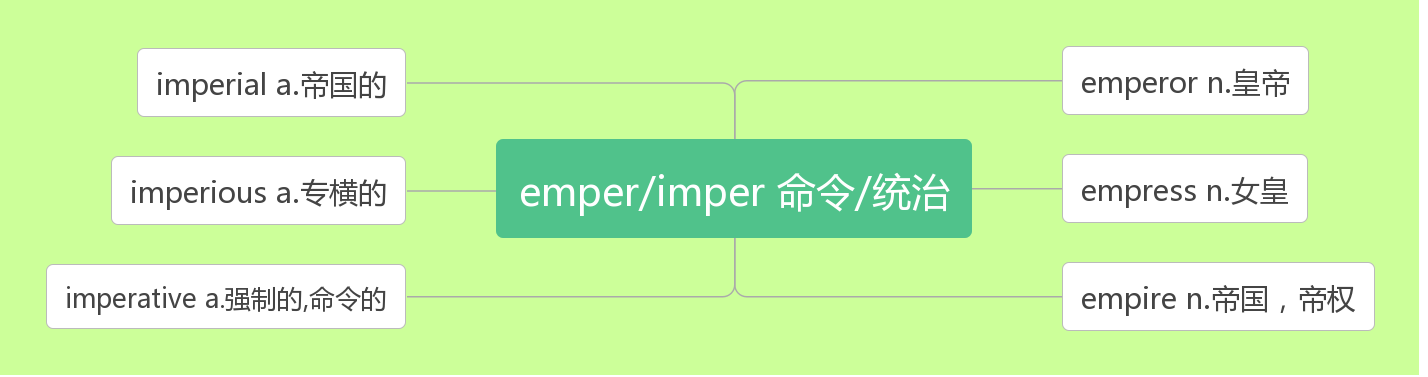 emper/imper 命令/统治
imperial a.帝国的
imperious a.专横的
imperative a.强制的,命令的
emperor n.皇帝
empress n.女皇
empire n.帝国，帝权